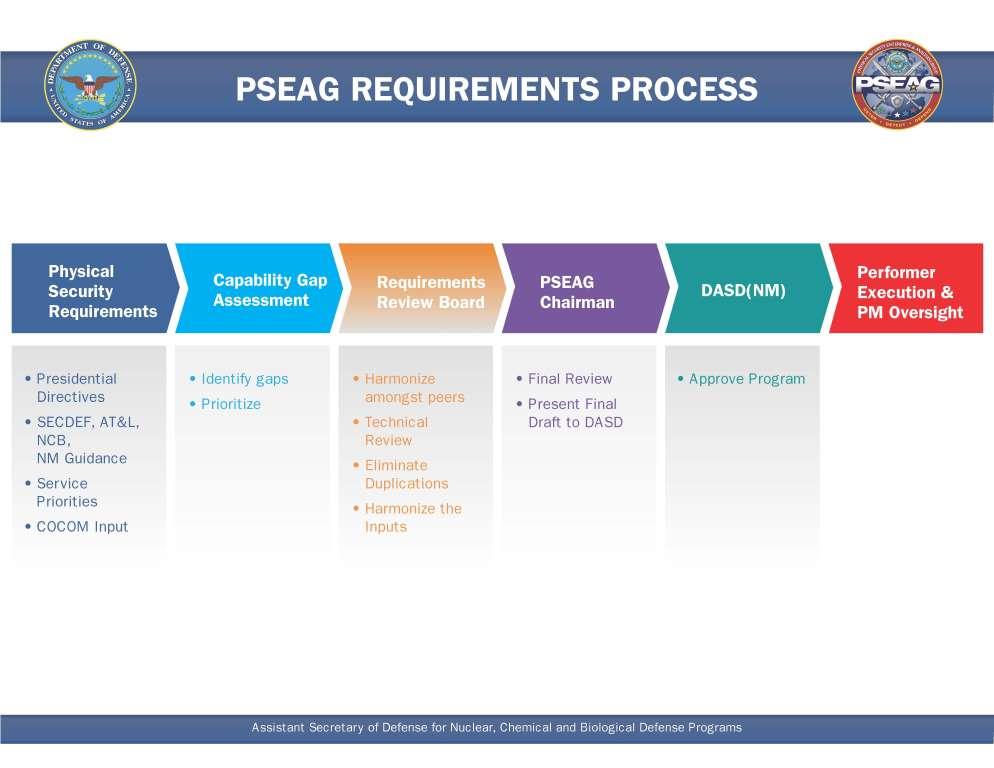 DEPARTMENT OF DEFENSE
UNITED STATES OF AMERICA
PSEAG REQUIREMENTS PROCESS
PSEAG
Physical
Security
Requirements
Capability Gap
Assessment
Requirements
Review Board
PSEAG
Chairman
DASD(NM)
Performer
Execution &
PM Oversight
• Presidential
Directives
• SECDEF, AT&L,
NCB,
NM Guidance
• Service
Priorities
• COCOM Input
• Identify gaps
• Prioritize
• Harmonize
amongst peers
• Technical
Review
• Eliminate
Duplications
• Harmonize the
Inputs
• Final Review
• Present Final
Draft to DASD
• Approve Program
Assistant Secretary of Defense for Nuclear, Chemical and Biological Defense Programs